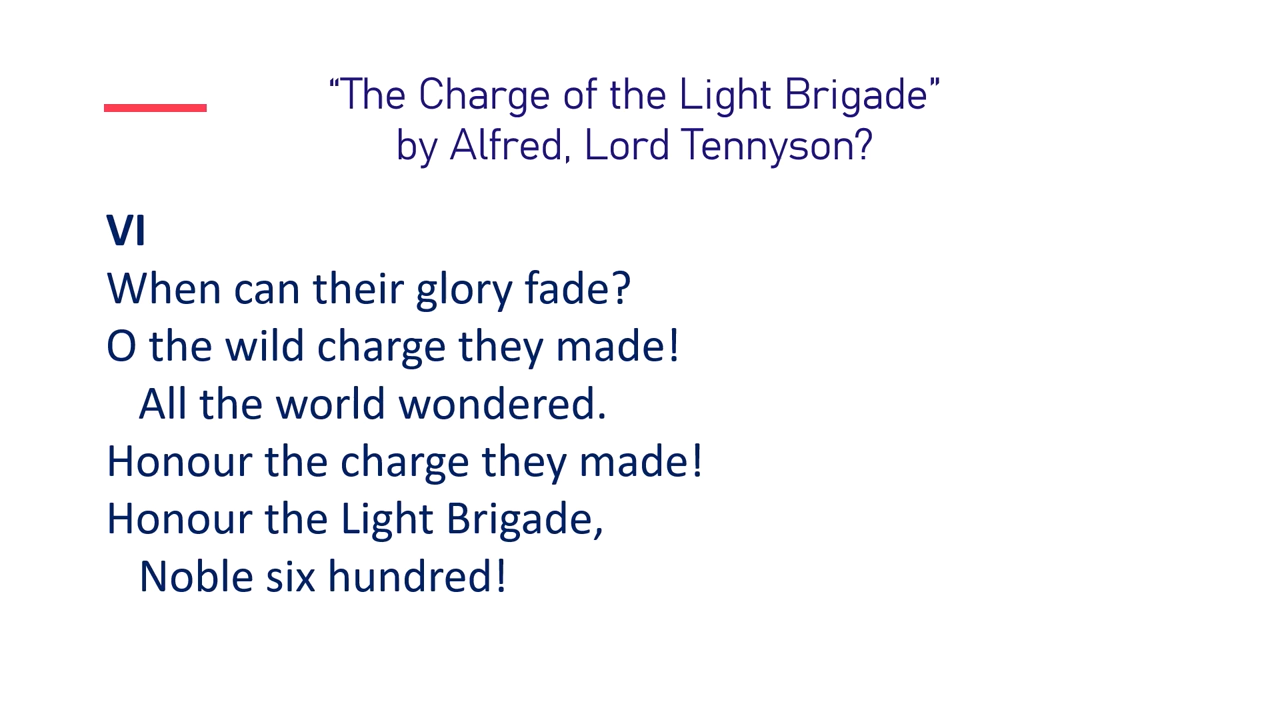 “The Charge of the Light Brigade”
by Alfred, Lord Tennyson?
VI
When can their glory fade?
O the wild charge they made!
All the world wondered.
Honour the charge they made!
Honour the Light Brigade,
Noble six hundred!